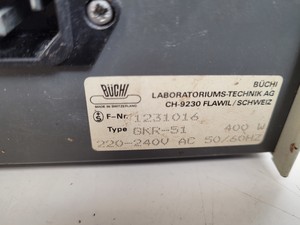 BÜCHI
MADE IN SWITZERLAND
BÜCHI
LABORATORIUMS-TECHNIK AG
CH-9230 FLAWIL/SCHWEIZ
F-Nr. 1231016
Type GKR-51 400 W
220-240V AC 50/60HZ